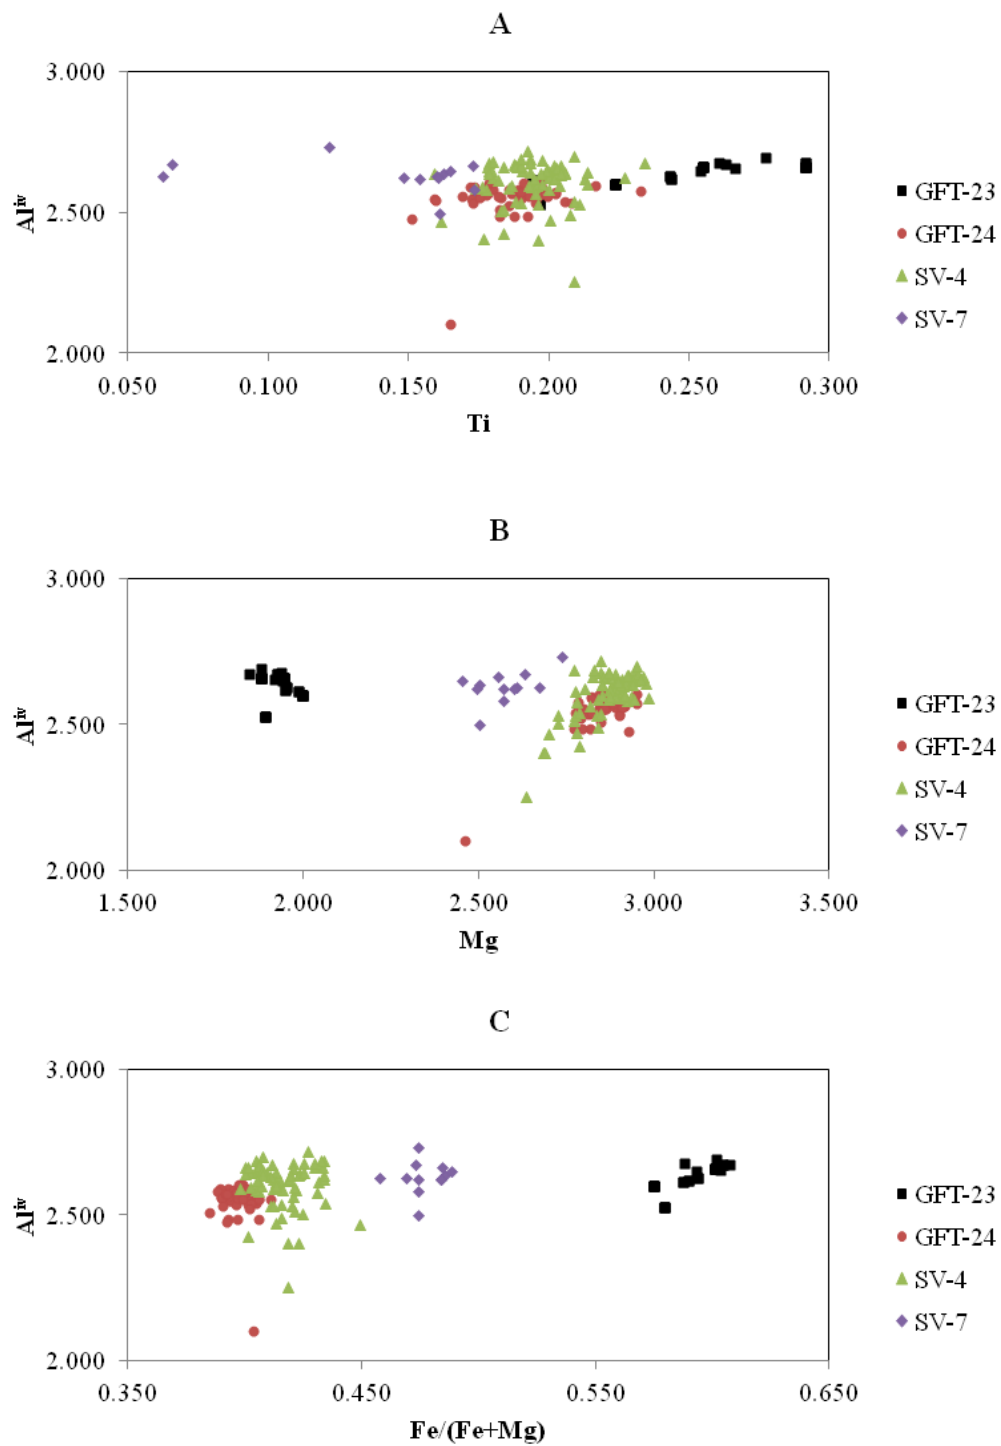 A
3.000
2.500
2.000
Al^iv
0.050 0.100 0.150 0.200 0.250 0.300
Ti
GFT-23
GFT-24
SV-4
SV-7
B
3.000
2.500
2.000
Al^iv
1.500 2.000 2.500 3.000 3.500
Mg
GFT-23
GFT-24
SV-4
SV-7
C
3.000
2.500
2.000
Al^iv
0.350 0.450 0.550 0.650
Fe/(Fe+Mg)
GFT-23
GFT-24
SV-4
SV-7